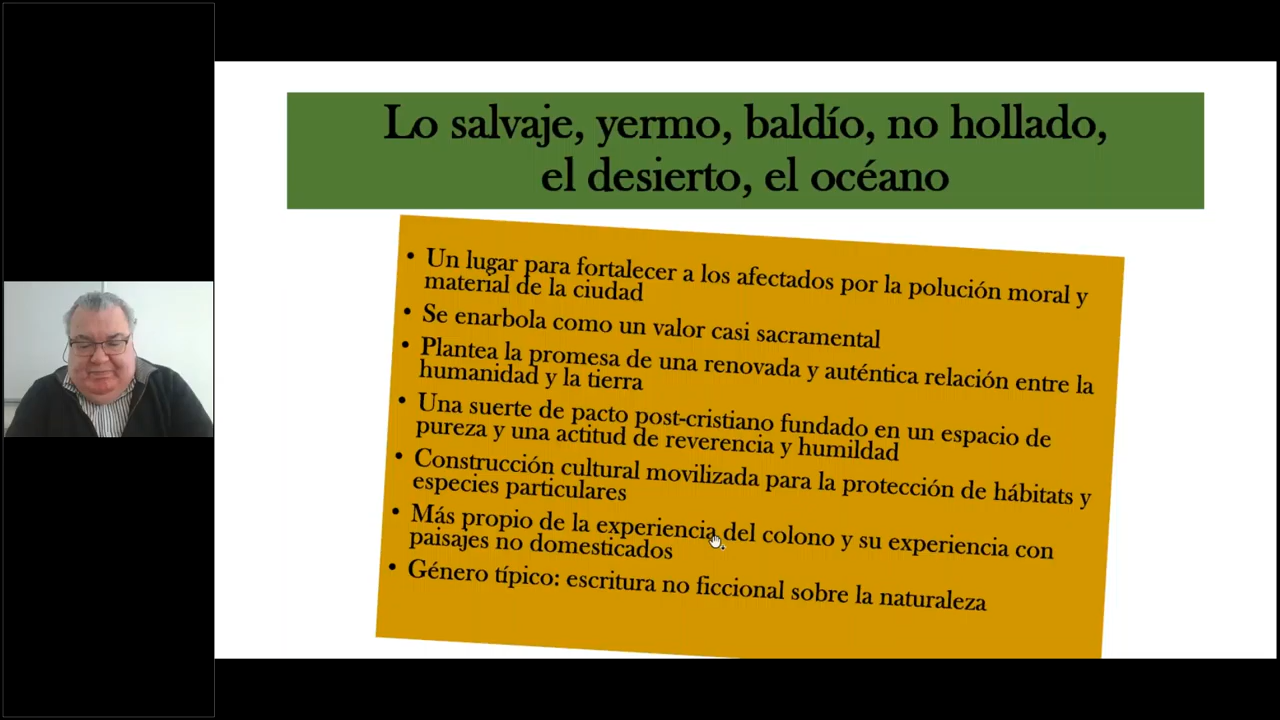 Lo salvaje, yermo, baldío, no hollado,
el desierto, el océano
• Un lugar para fortalecer a los afectados por la polución moral y
material de la ciudad
• Se enarbola como un valor casi sacramental
• Plantea la promesa de una renovada y auténtica relación entre la
humanidad y la tierra
• Una suerte de pacto post-cristiano fundado en un espacio de
pureza y una actitud de reverencia y humildad
• Construcción cultural movilizada para la protección de hábitats y
especies particulares
• Más propio de la experiencia del colono y su experiencia con
paisajes no domesticados
• Género típico: escritura no ficcional sobre la naturaleza